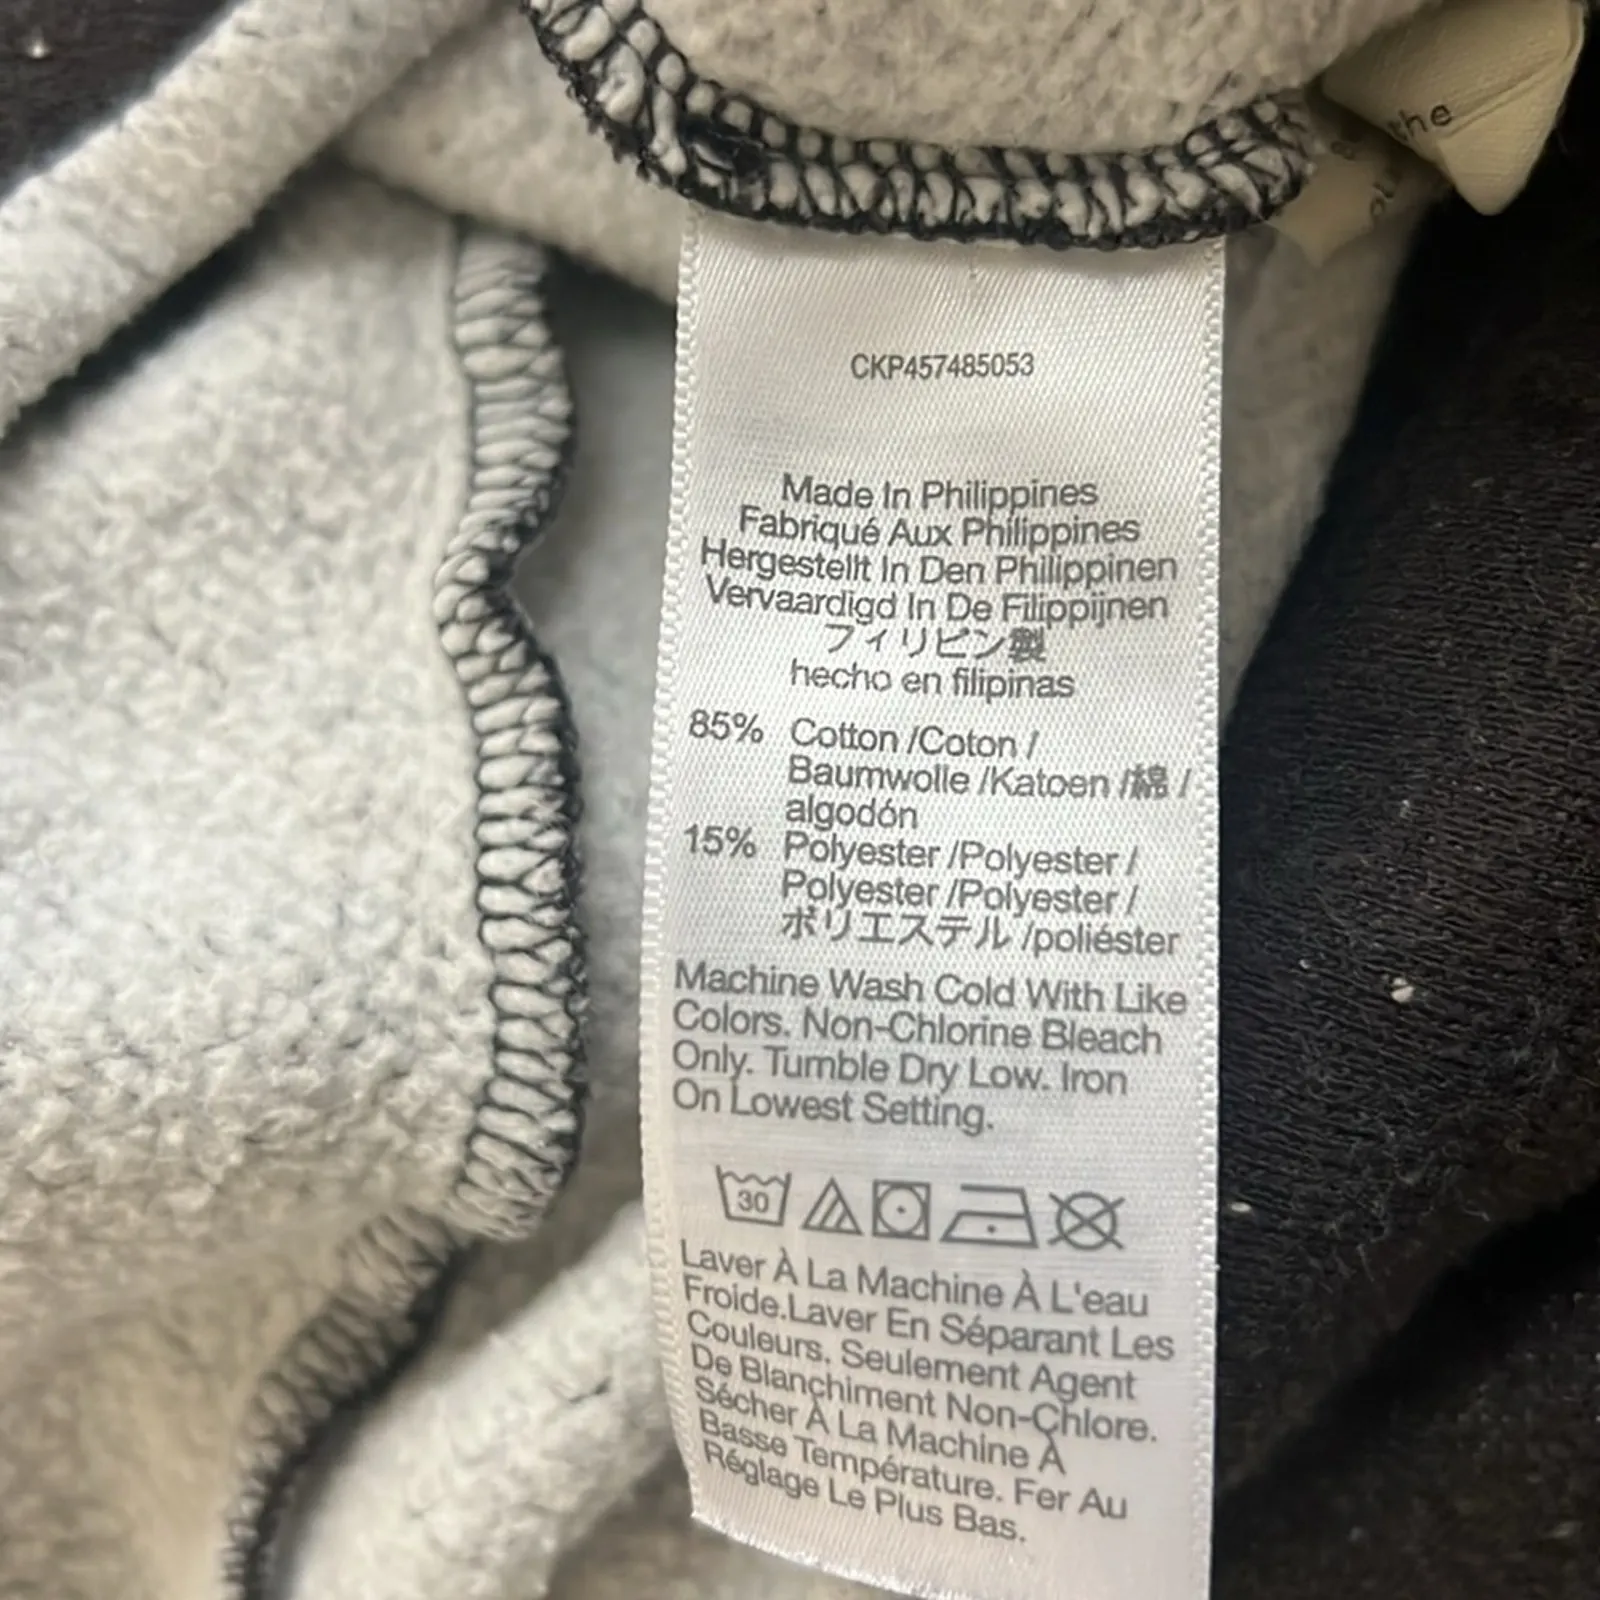 the
CKP457485053
Made In Philippines
Fabriqué Aux Philippines
Hergestellt In Den Philippinen
Vervaardigd In De Filippijnen
フィリピン製
hecho en filipinas
85% Cotton /Coton /
Baumwolle /Katoen /綿 /
algodón
15% Polyester /Polyester /
Polyester /Polyester /
ポリエステル /poliéster
Machine Wash Cold With Like
Colors. Non-Chlorine Bleach
Only. Tumble Dry Low. Iron
On Lowest Setting.
30
Laver À La Machine À L'eau
Froide.Laver En Séparant Les
Couleurs. Seulement Agent
De Blanchiment Non-Chlore.
Sécher À La Machine À
Basse Température. Fer Au
Réglage Le Plus Bas.